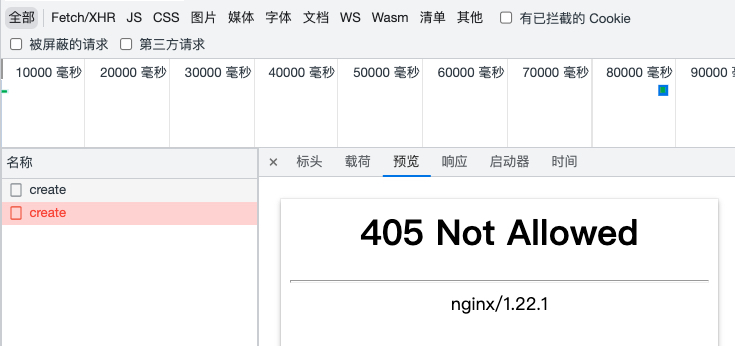 全部 Fetch/XHR JS CSS 图片 媒体 字体 文档 WS Wasm 清单 其他 有已拦截的 Cookie
被屏蔽的请求 第三方请求
10000 毫秒 20000 毫秒 30000 毫秒 40000 毫秒 50000 毫秒 60000 毫秒 70000 毫秒 80000 毫秒 90000 毫
名称 × 标头 载荷 预览 响应 启动器 时间
create
create
405 Not Allowed
nginx/1.22.1